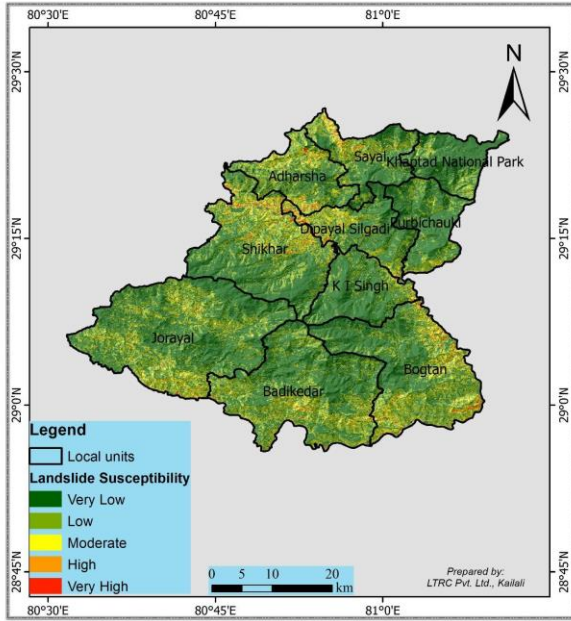 80°30'E 80°45'E 81°0'E
29°30'N 29°30'N
N
Sayal
Khaptad National Park
Adharsha
Purbichauki
Dipayal Silgadi
29°15'N 29°15'N
Shikhar
K I Singh
Jorayal
Bogtan
Badikedar
29°0'N 29°0'N
Legend
Local units
Landslide Susceptibility
Very Low
Low
Moderate
High
Very High
28°45'N 28°45'N
0 5 10 20
km
Prepared by:
LTRC Pvt. Ltd., Kailali
80°30'E 80°45'E 81°0'E